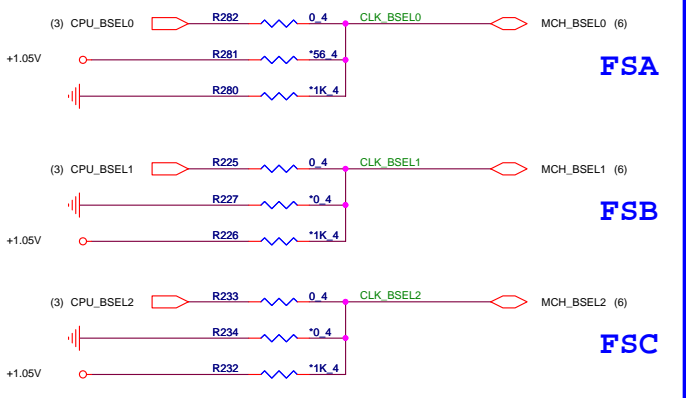 (3) CPU_BSEL0 R282 0_4 CLK_BSEL0 MCH_BSEL0 (6)
+1.05V R281 *56_4
FSA
R280 *1K_4
(3) CPU_BSEL1 R225 0_4 CLK_BSEL1 MCH_BSEL1 (6)
R227 *0_4
FSB
+1.05V R226 *1K_4
(3) CPU_BSEL2 R233 0_4 CLK_BSEL2 MCH_BSEL2 (6)
R234 *0_4
FSC
+1.05V R232 *1K_4